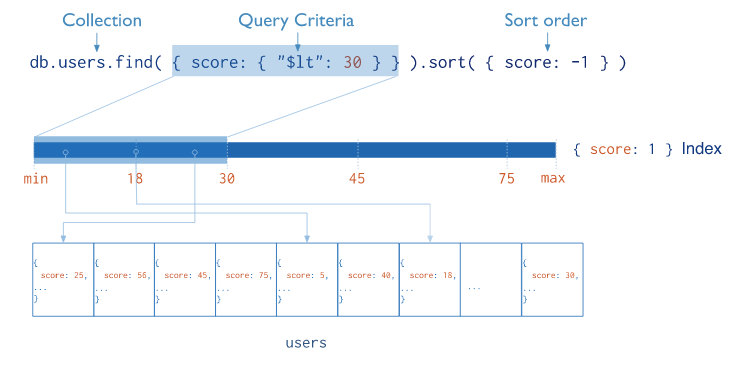 Collection Query Criteria Sort order
db.users.find( { score: { "$lt": 30 } } ).sort( { score: -1 } )
{ score: 1 } Index
min 18 30 45 75 max
{ { { { { { { {
score: 25, score: 56, score: 45, score: 75, score: 5, score: 40, score: 18, score: 30,
... ... ... ... ... ... ... ... ...
} } } } } } } }
users